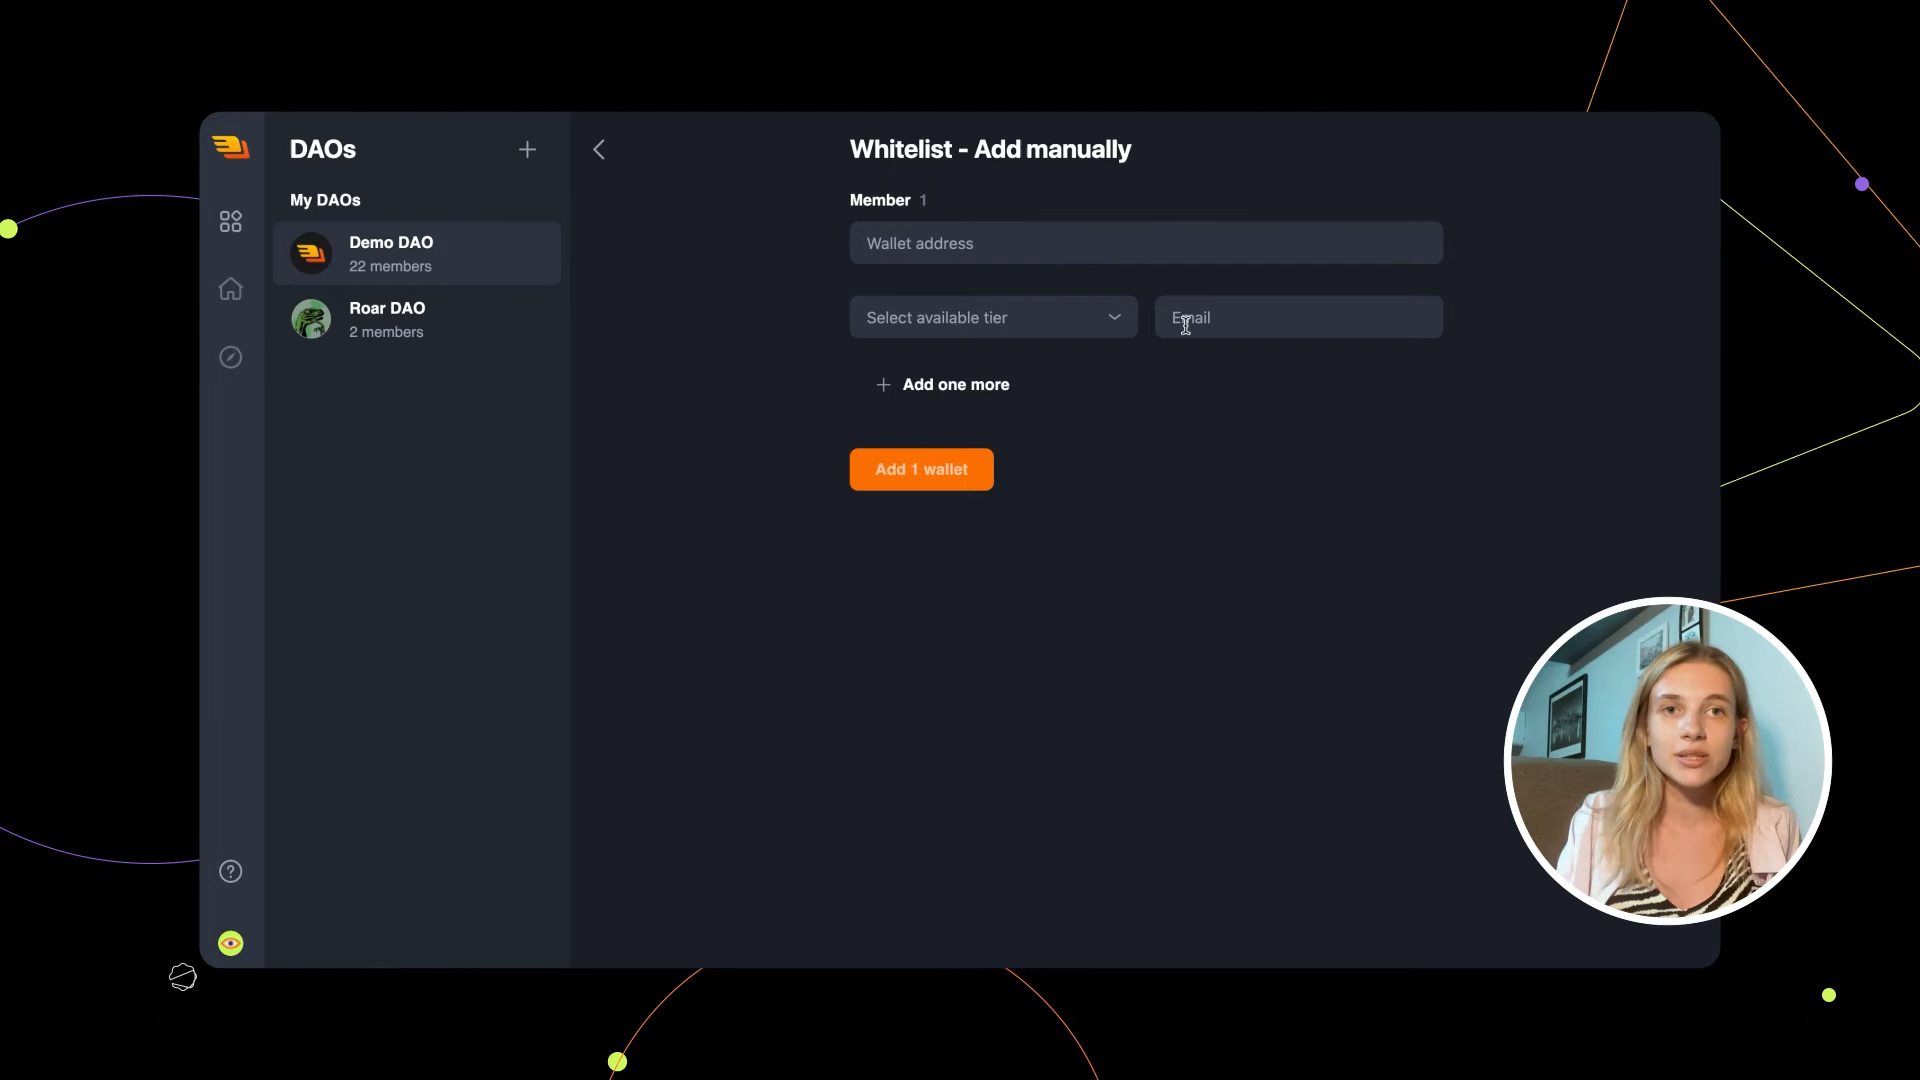 DAOs
My DAOs
Demo DAO
22 members
Roar DAO
2 members
Whitelist - Add manually
Member 1
Wallet address
Select available tier
Email
Add one more
Add 1 wallet